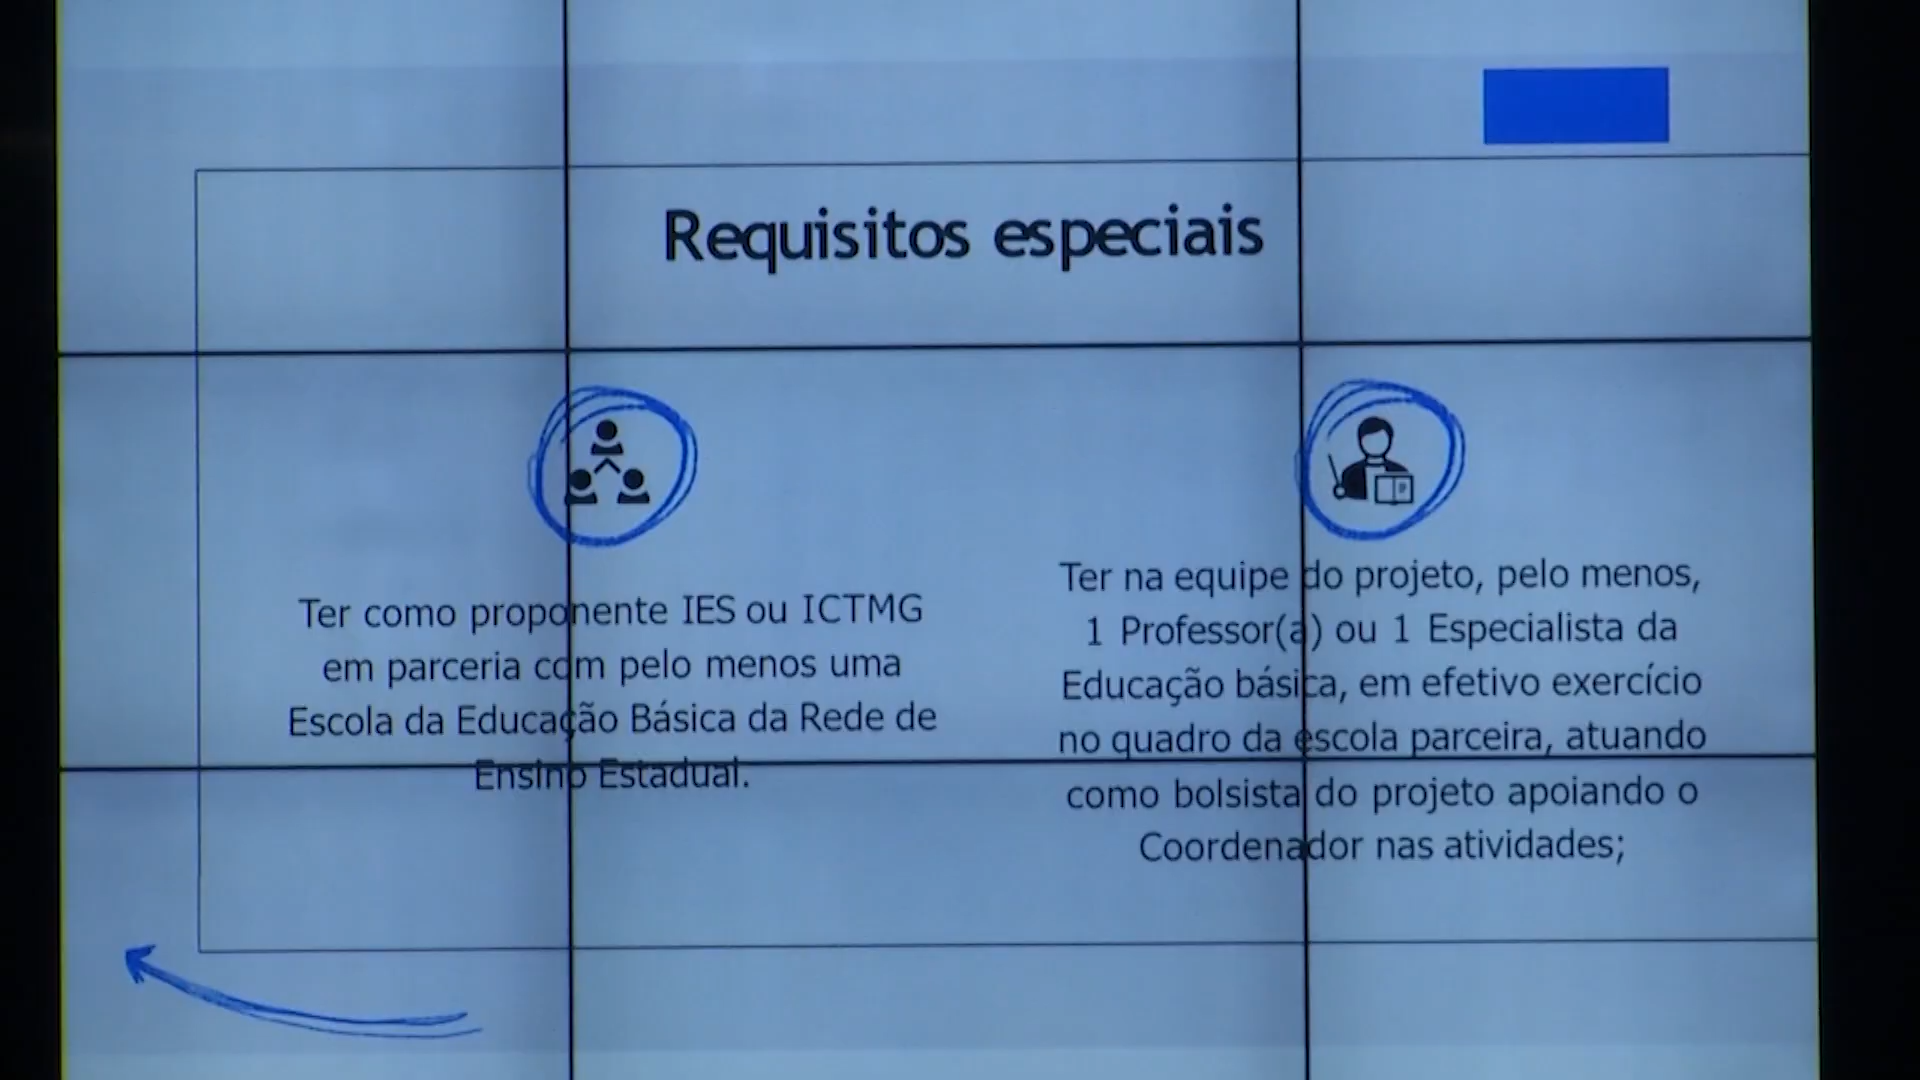 Requisitos especiais
Ter como proponente IES ou ICTMG
em parceria com pelo menos uma
Escola da Educação Básica da Rede de
Ensino Estadual.
Ter na equipe do projeto, pelo menos,
1 Professor(a) ou 1 Especialista da
Educação básica, em efetivo exercício
no quadro da escola parceira, atuando
como bolsista do projeto apoiando o
Coordenador nas atividades;